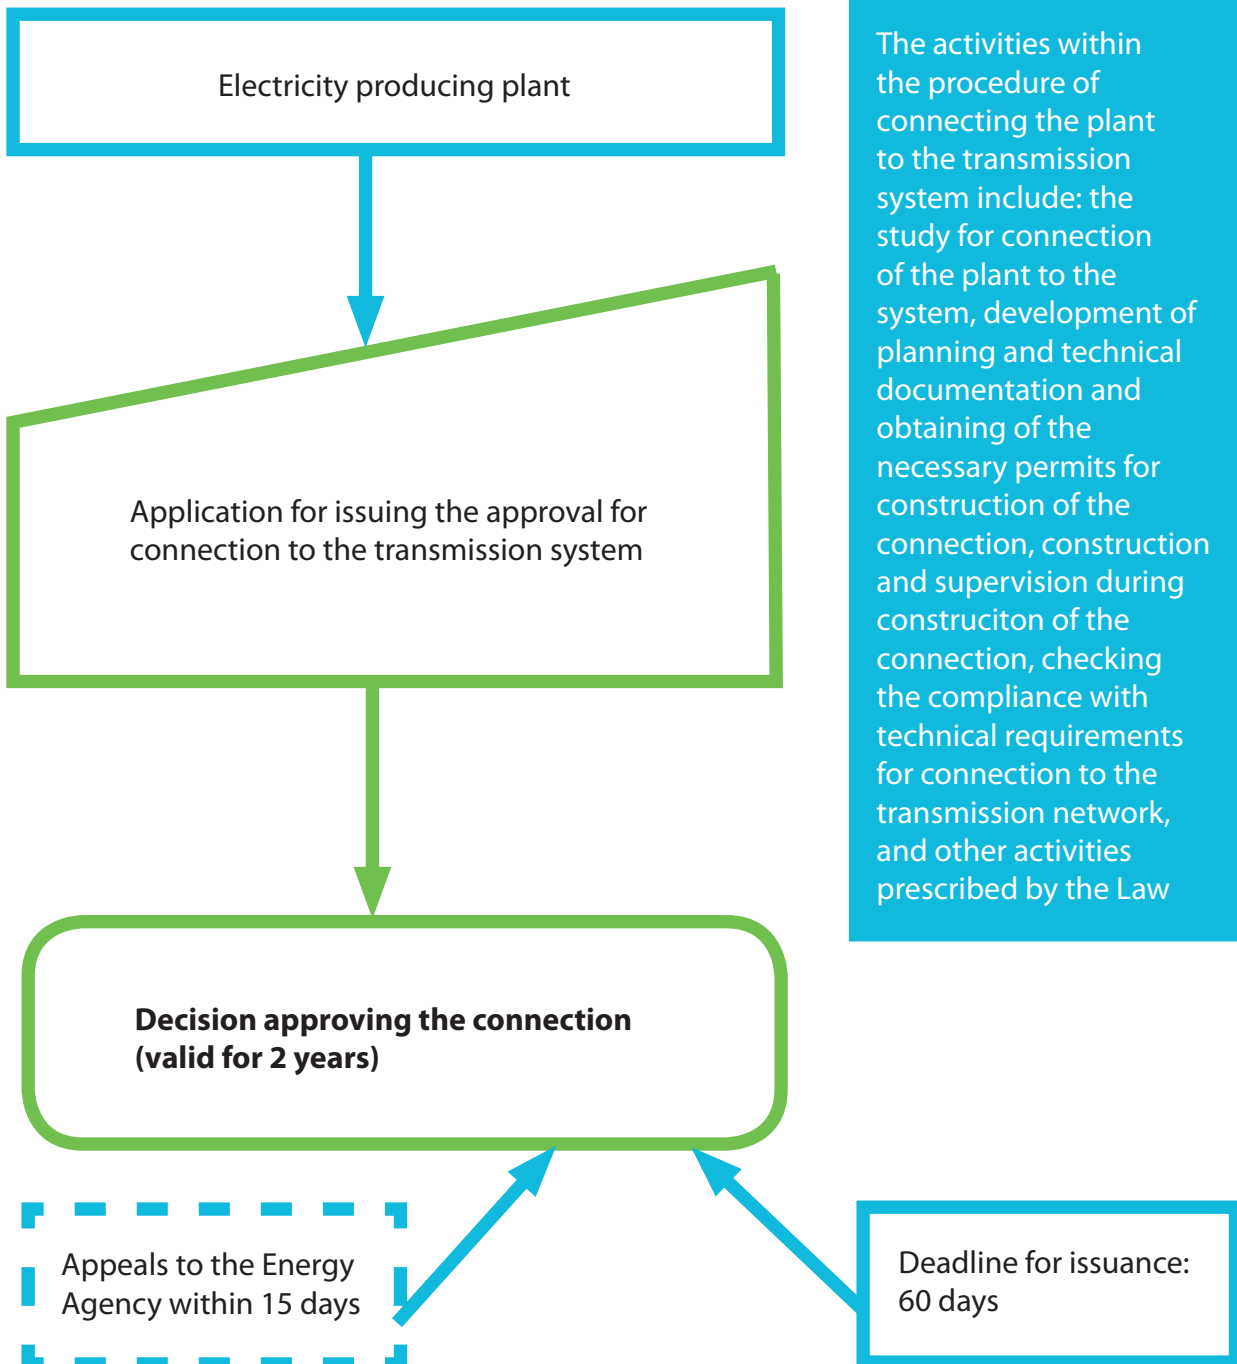 Electricity producing plant
Application for issuing the approval for
connection to the transmission system
Decision approving the connection
(valid for 2 years)
Appeals to the Energy
Agency within 15 days
Deadline for issuance:
60 days
The activities within
the procedure of
connecting the plant
to the transmission
system include: the
study for connection
of the plant to the
system, development of
planning and technical
documentation and
obtaining of the
necessary permits for
construction of the
connection, construction
and supervision during
construciton of the
connection, checking
the compliance with
technical requirements
for connection to the
transmission network,
and other activities
prescribed by the Law